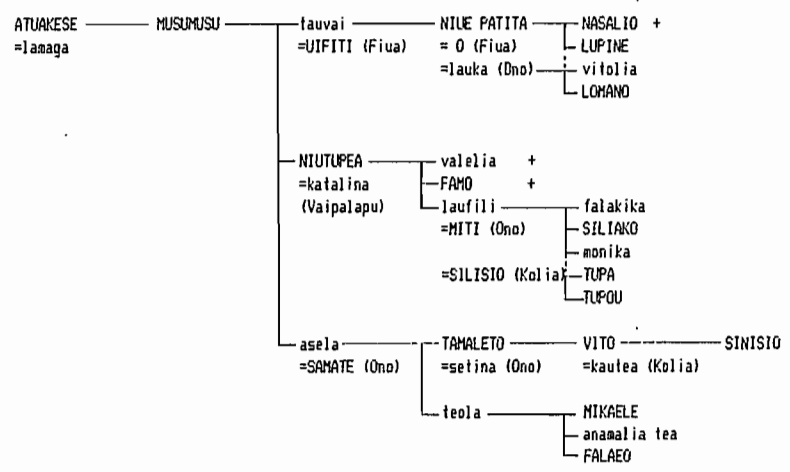 ATUAKESE MUSUMUSU tauvai NIUE PATITA NASALIO +
=lamaga =UIFITI (Fiua) = O (Fiua) LUPINE
=lauka (Ono) vitolia
LOMANO
NIUTUPEA valelia +
=katalina FAMO +
(Vaipalapu) laufili falakika
=MITI (Ono) SILIAKO
monika
=SILISIO (Kolia) TUPA
TUPOU
asela TAMALETO VITO SINISIO
=SAMATE (Ono) =setina (Ono) =kautea (Kolia)
teola MIKAELE
anamalia tea
FALAEO